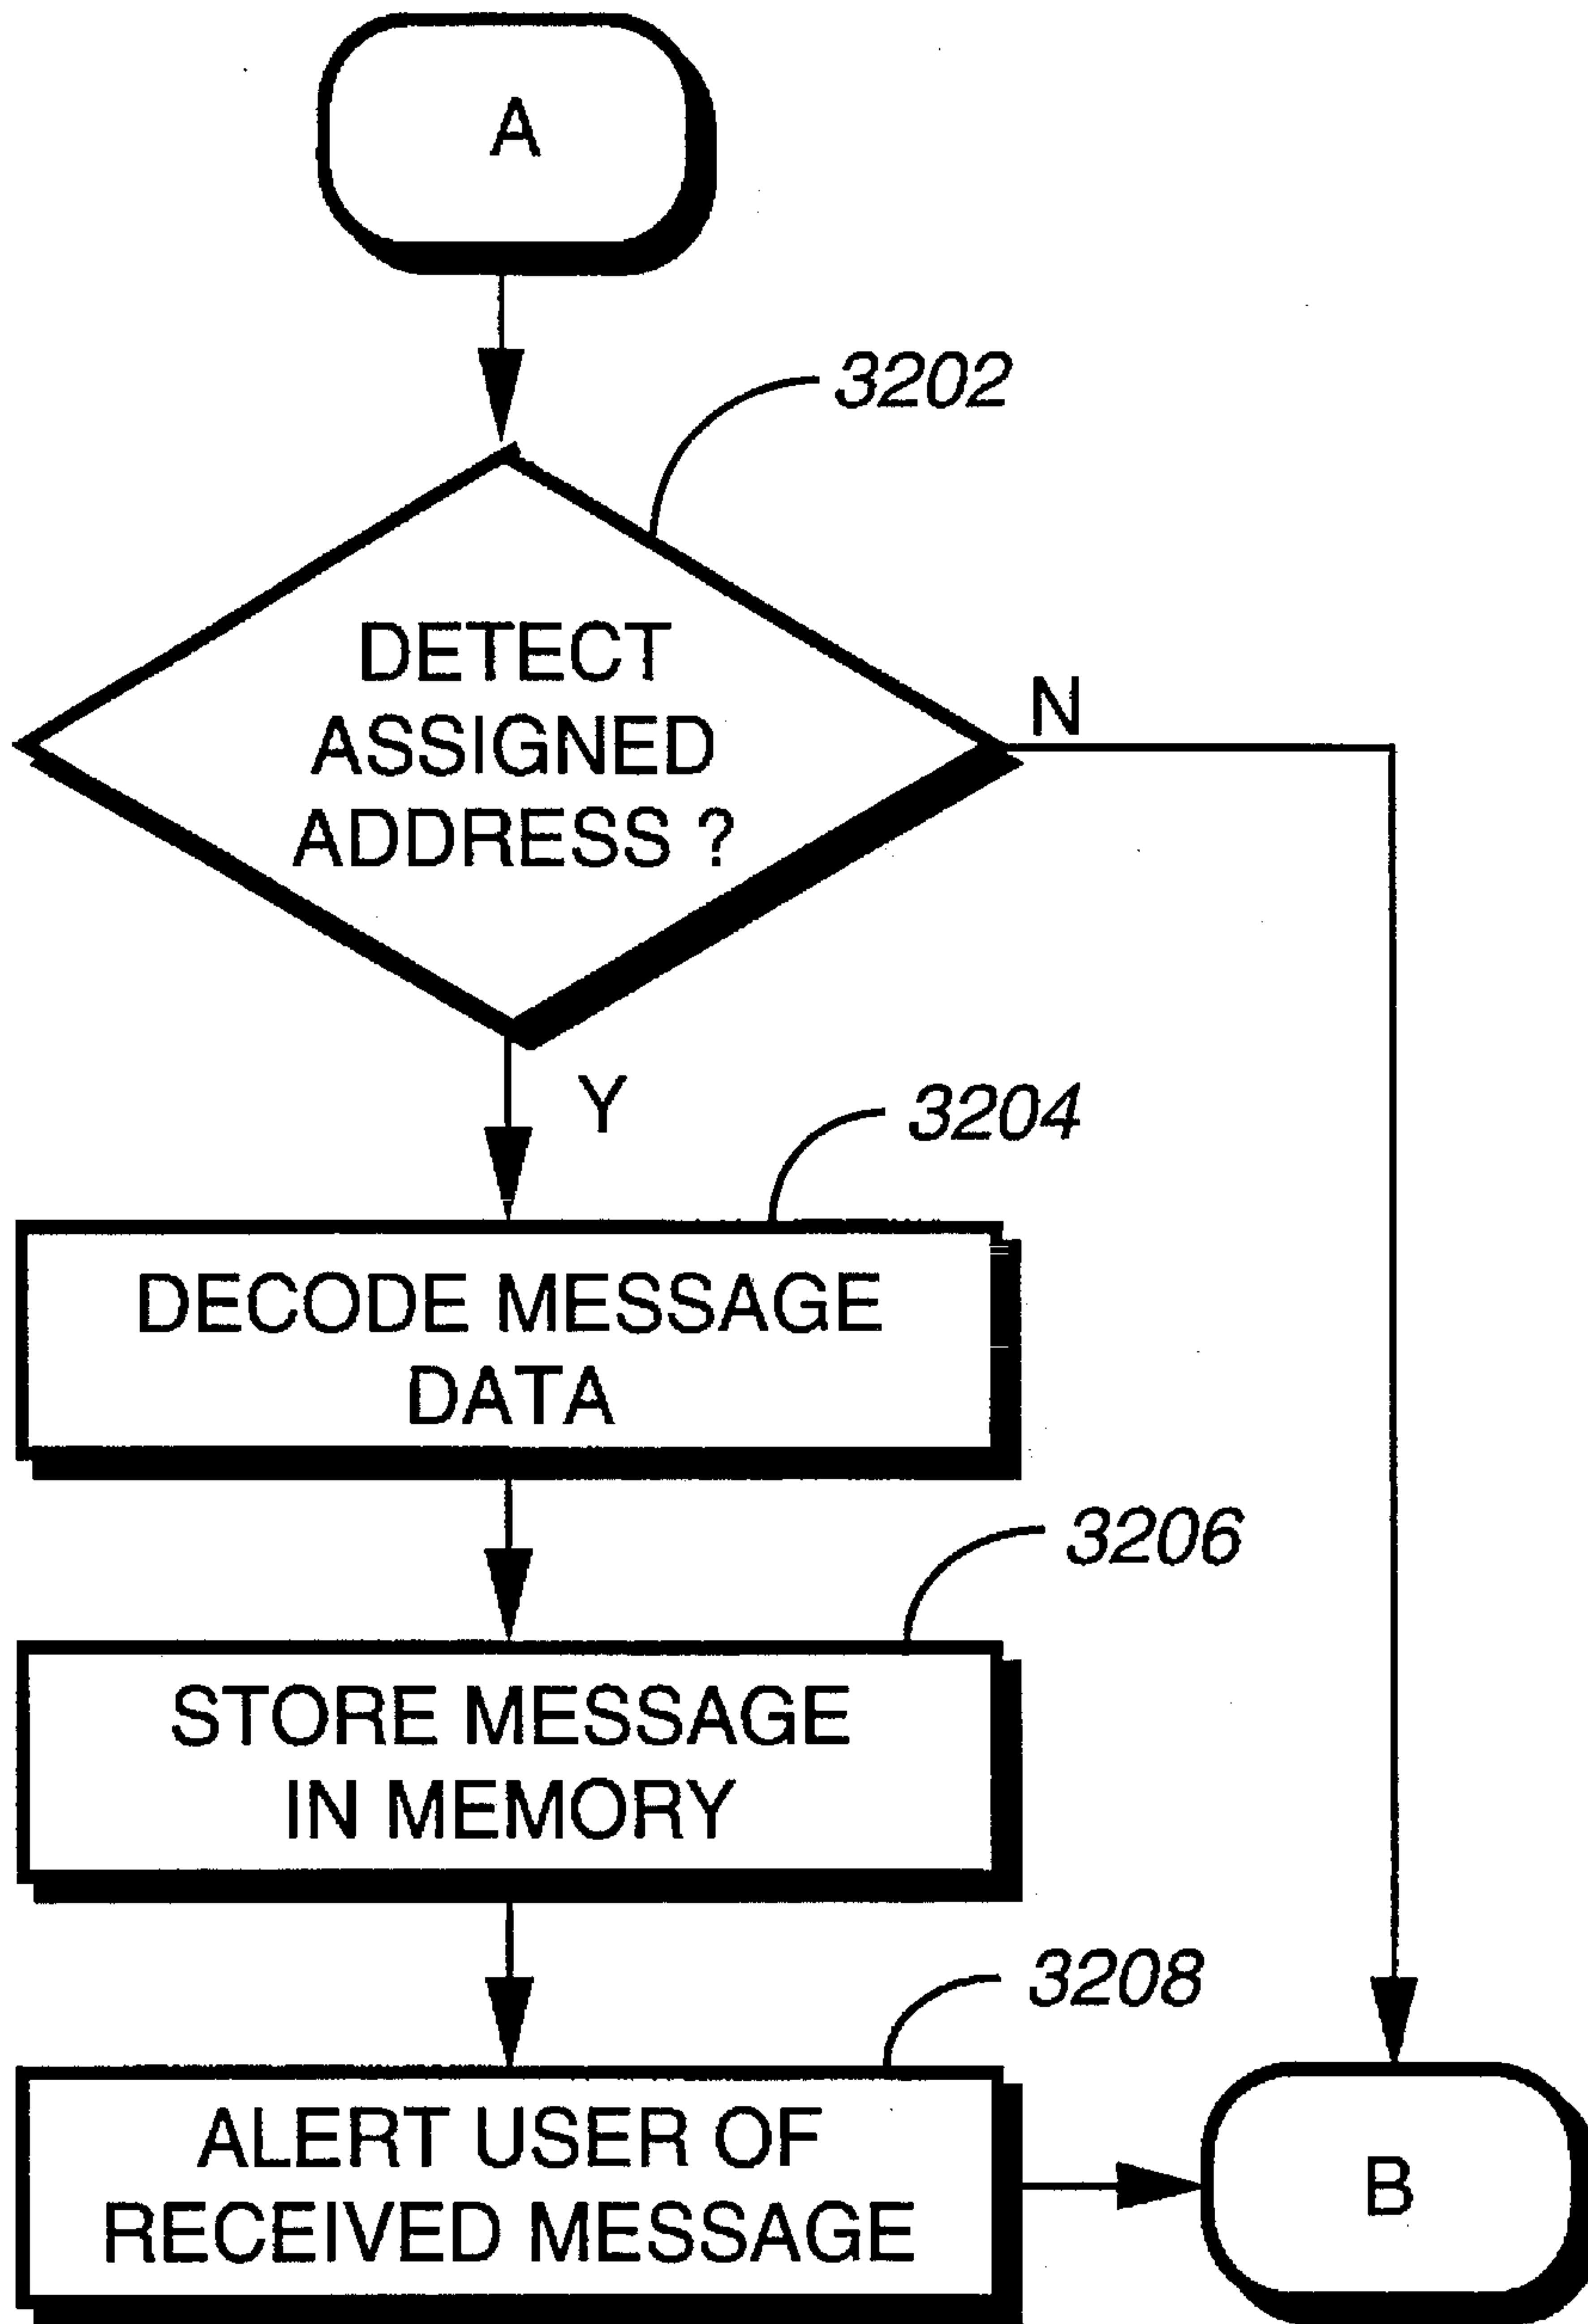 A
3202
DETECT
ASSIGNED
ADDRESS ?
N
Y
3204
DECODE MESSAGE
DATA
3206
STORE MESSAGE
IN MEMORY
3208
ALERT USER OF
RECEIVED MESSAGE
B